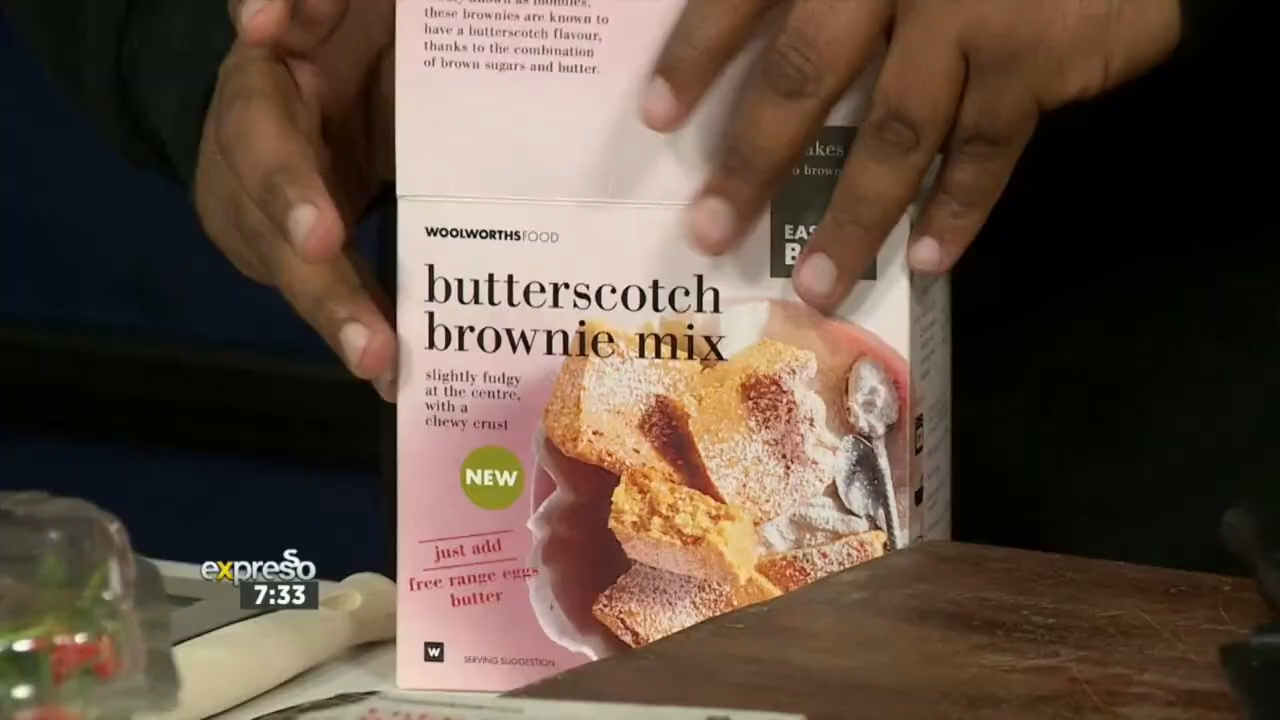 these brownies are known to
have a butterscotch flavour,
thanks to the combination
of brown sugars and butter.
WOOLWORTHSFOOD
butterscotch
brownie mix
slightly fudgy
at the centre,
with a
chewy crust
NEW
just add
free range eggs
butter
W
SERVING SUGGESTION
expresso
7:33